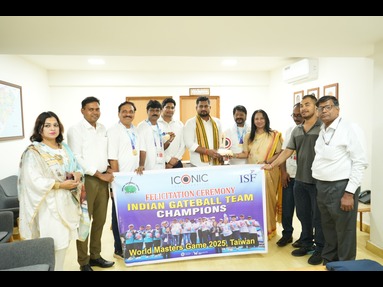 ICONIC
ISF
FELICITATION CEREMONY
INDIAN GATEBALL TEAM
CHAMPIONS
World Masters Game 2025, Taiwan